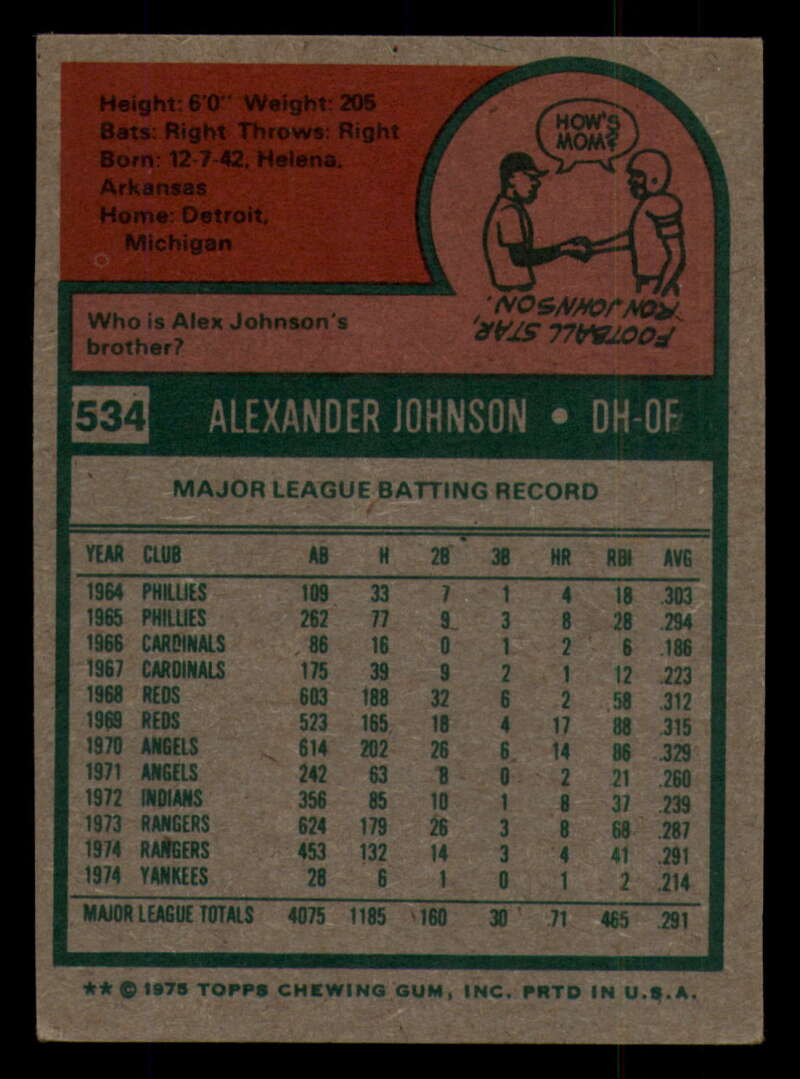 Height: 6'0" Weight: 205
Bats: Right Throws: Right
Born: 12-7-42, Helena,
Arkansas
Home: Detroit,
Michigan
HOW'S
MOM?
Who is Alex Johnson's
brother?
FOOTBALL STAR,
RON JOHNSON.
534 ALEXANDER JOHNSON • DH-OF
MAJOR LEAGUE BATTING RECORD
YEAR CLUB AB H 2B 3B HR RBI AVG
1964 PHILLIES 109 33 7 1 4 18 .303
1965 PHILLIES 262 77 9 3 8 28 .294
1966 CARDINALS 86 16 0 1 2 6 .186
1967 CARDINALS 175 39 9 2 1 12 .223
1968 REDS 603 188 32 6 2 58 .312
1969 REDS 523 165 18 4 17 88 .315
1970 ANGELS 614 202 26 6 14 86 .329
1971 ANGELS 242 63 8 0 2 21 .260
1972 INDIANS 356 85 10 1 8 37 .239
1973 RANGERS 624 179 26 3 8 68 .287
1974 RANGERS 453 132 14 3 4 41 .291
1974 YANKEES 28 6 1 0 1 2 .214
MAJOR LEAGUE TOTALS 4075 1185 160 30 71 465 .291
** © 1975 TOPPS CHEWING GUM, INC. PRTD IN U.S.A.